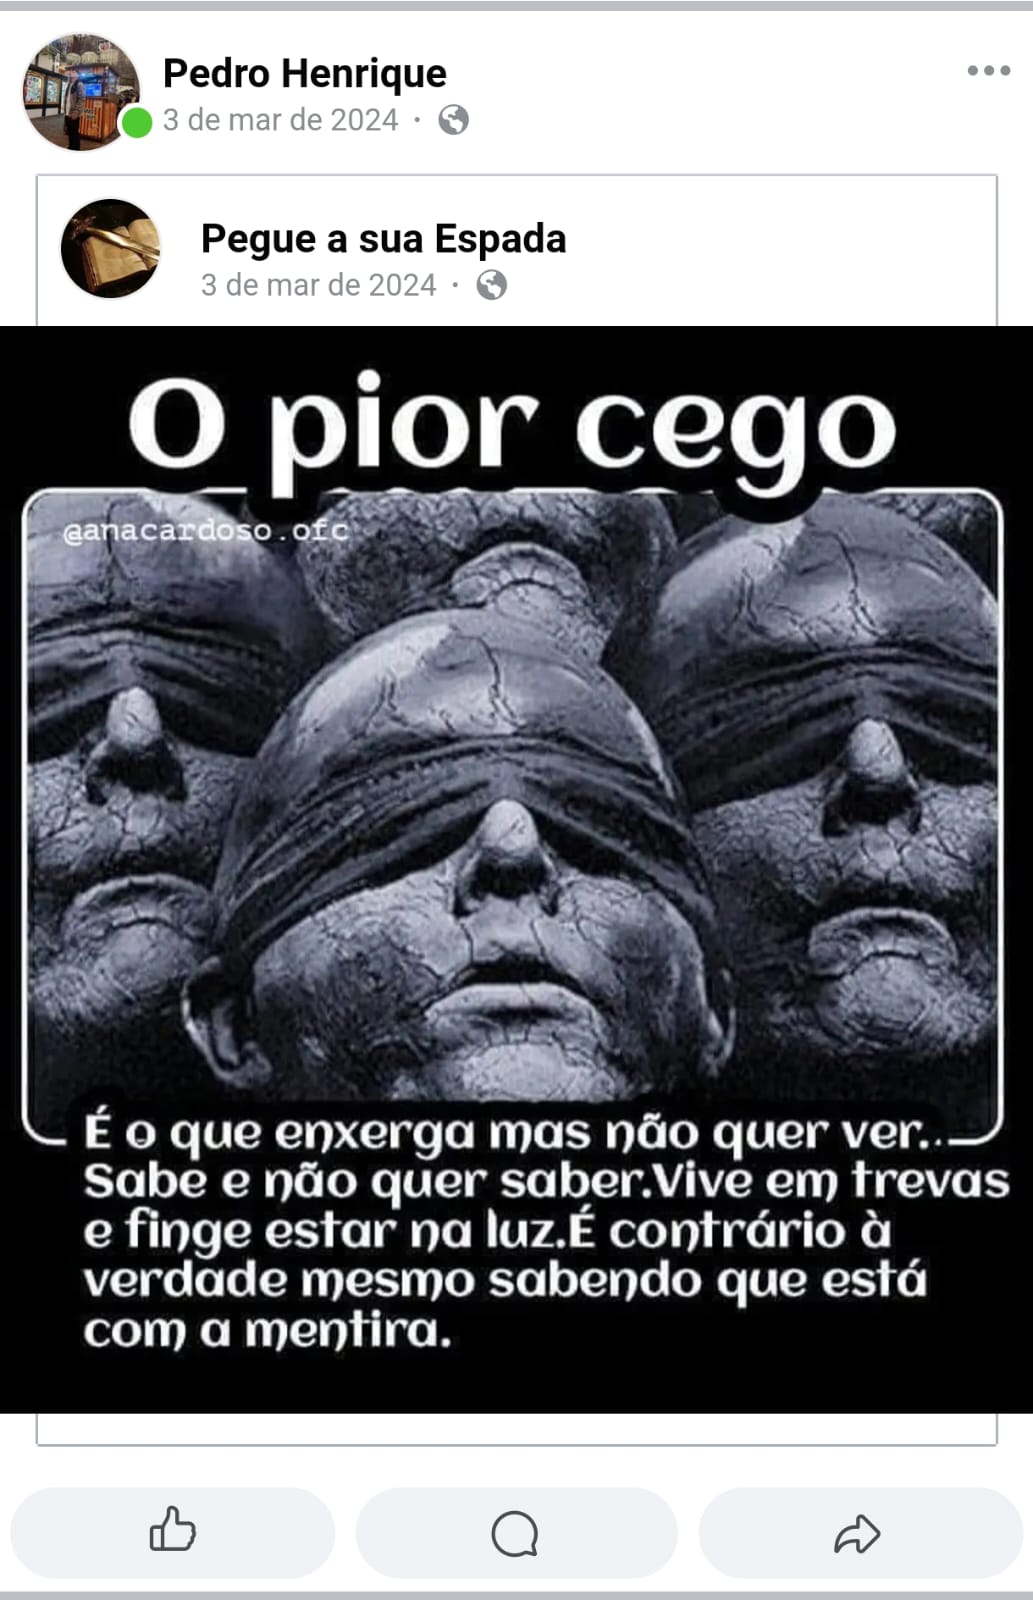 Pedro Henrique
3 de mar de 2024 ·
Pegue a sua Espada
3 de mar de 2024 ·
O pior cego
@anacardoso.ofc
É o que enxerga mas não quer ver..
Sabe e não quer saber.Vive em trevas
e finge estar na luz.É contrário à
verdade mesmo sabendo que está
com a mentira.